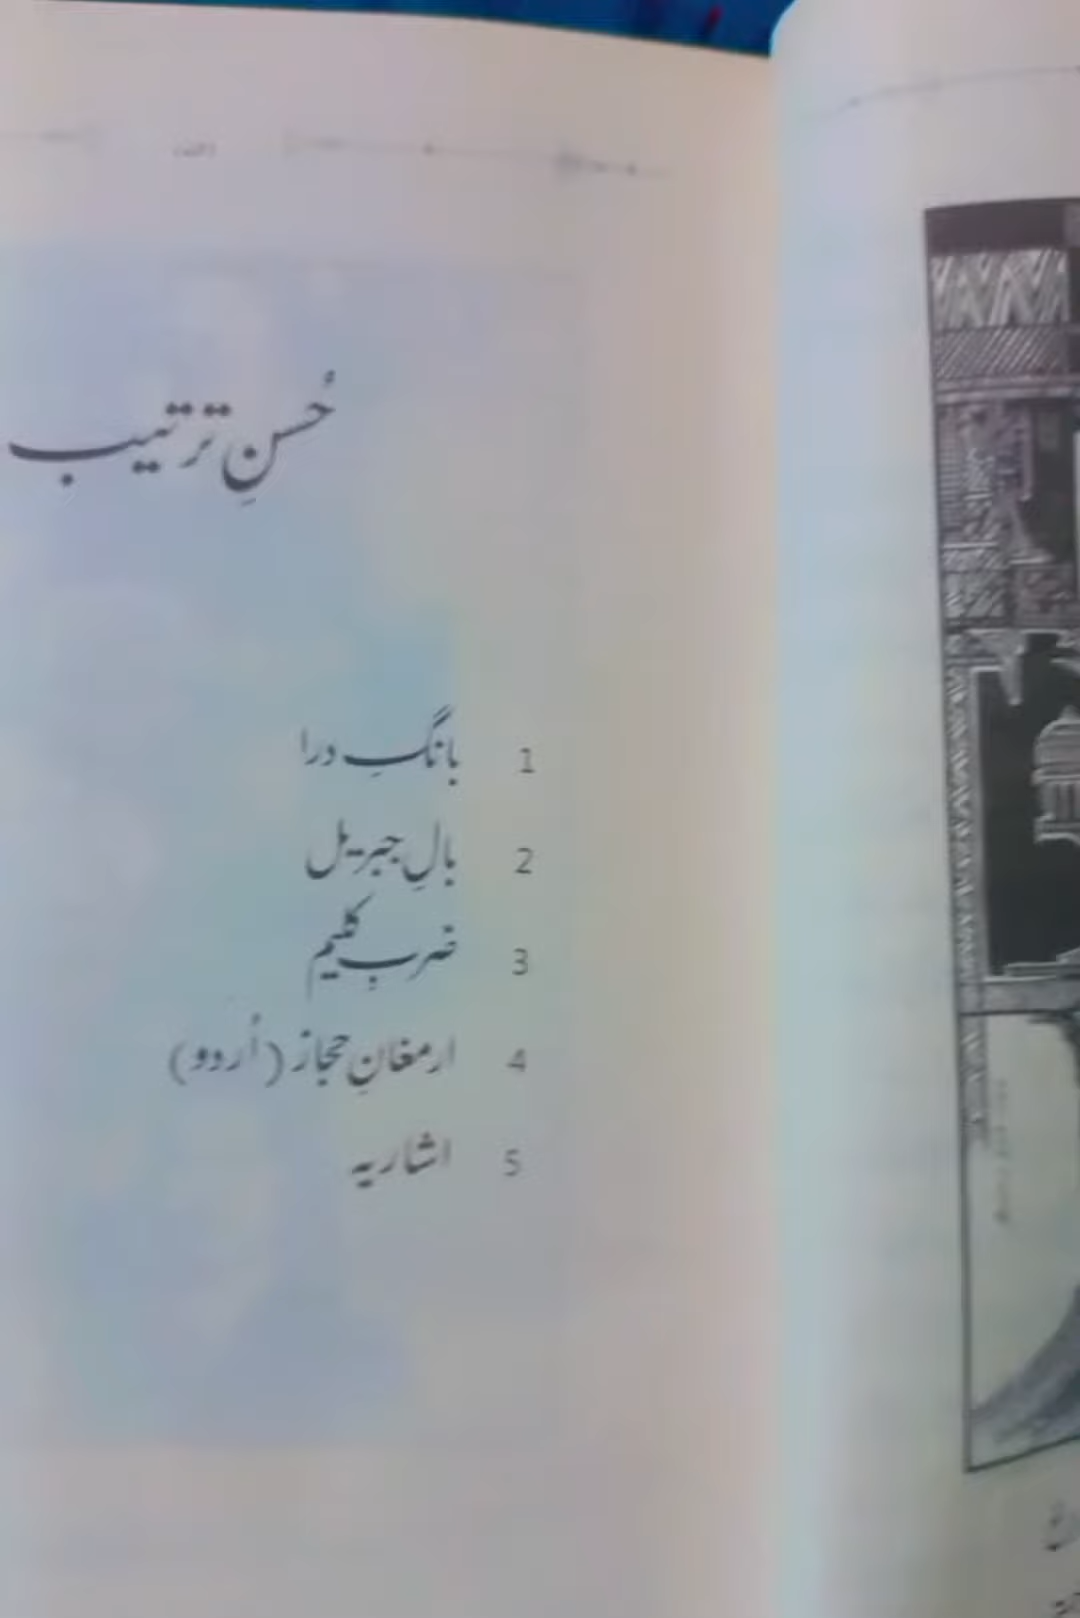 حُسنِ ترتیب
1 بانگِ درا
2 بالِ جبریل
3 ضربِ کلیم
4 ارمغانِ حجاز (اُردو)
5 اشاریہ